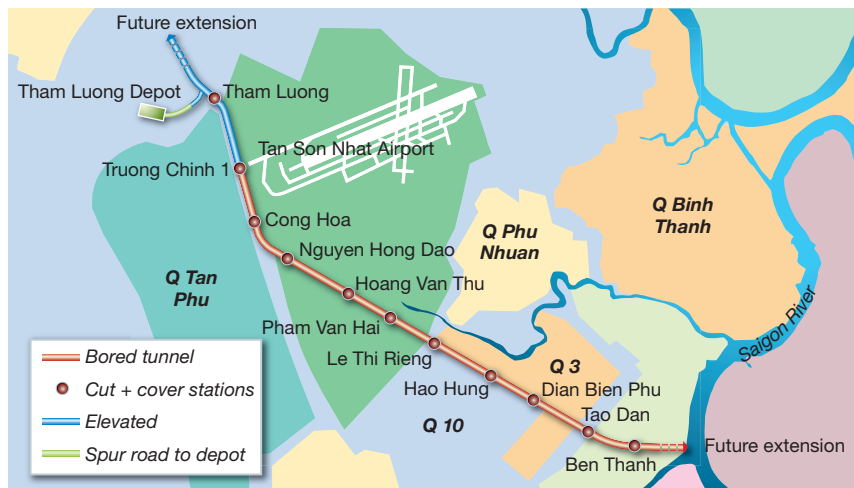 Future extension
Tham Luong Depot
Tham Luong
Tan Son Nhat Airport
Truong Chinh 1
Q Binh
Thanh
Q Phu
Nhuan
Cong Hoa
Nguyen Hong Dao
Q Tan
Phu
Hoang Van Thu
Saigon River
Pham Van Hai
Le Thi Rieng
Q 3
Hao Hung
Dian Bien Phu
Tao Dan
Q 10
Future extension
Ben Thanh
Bored tunnel
Cut + cover stations
Elevated
Spur road to depot